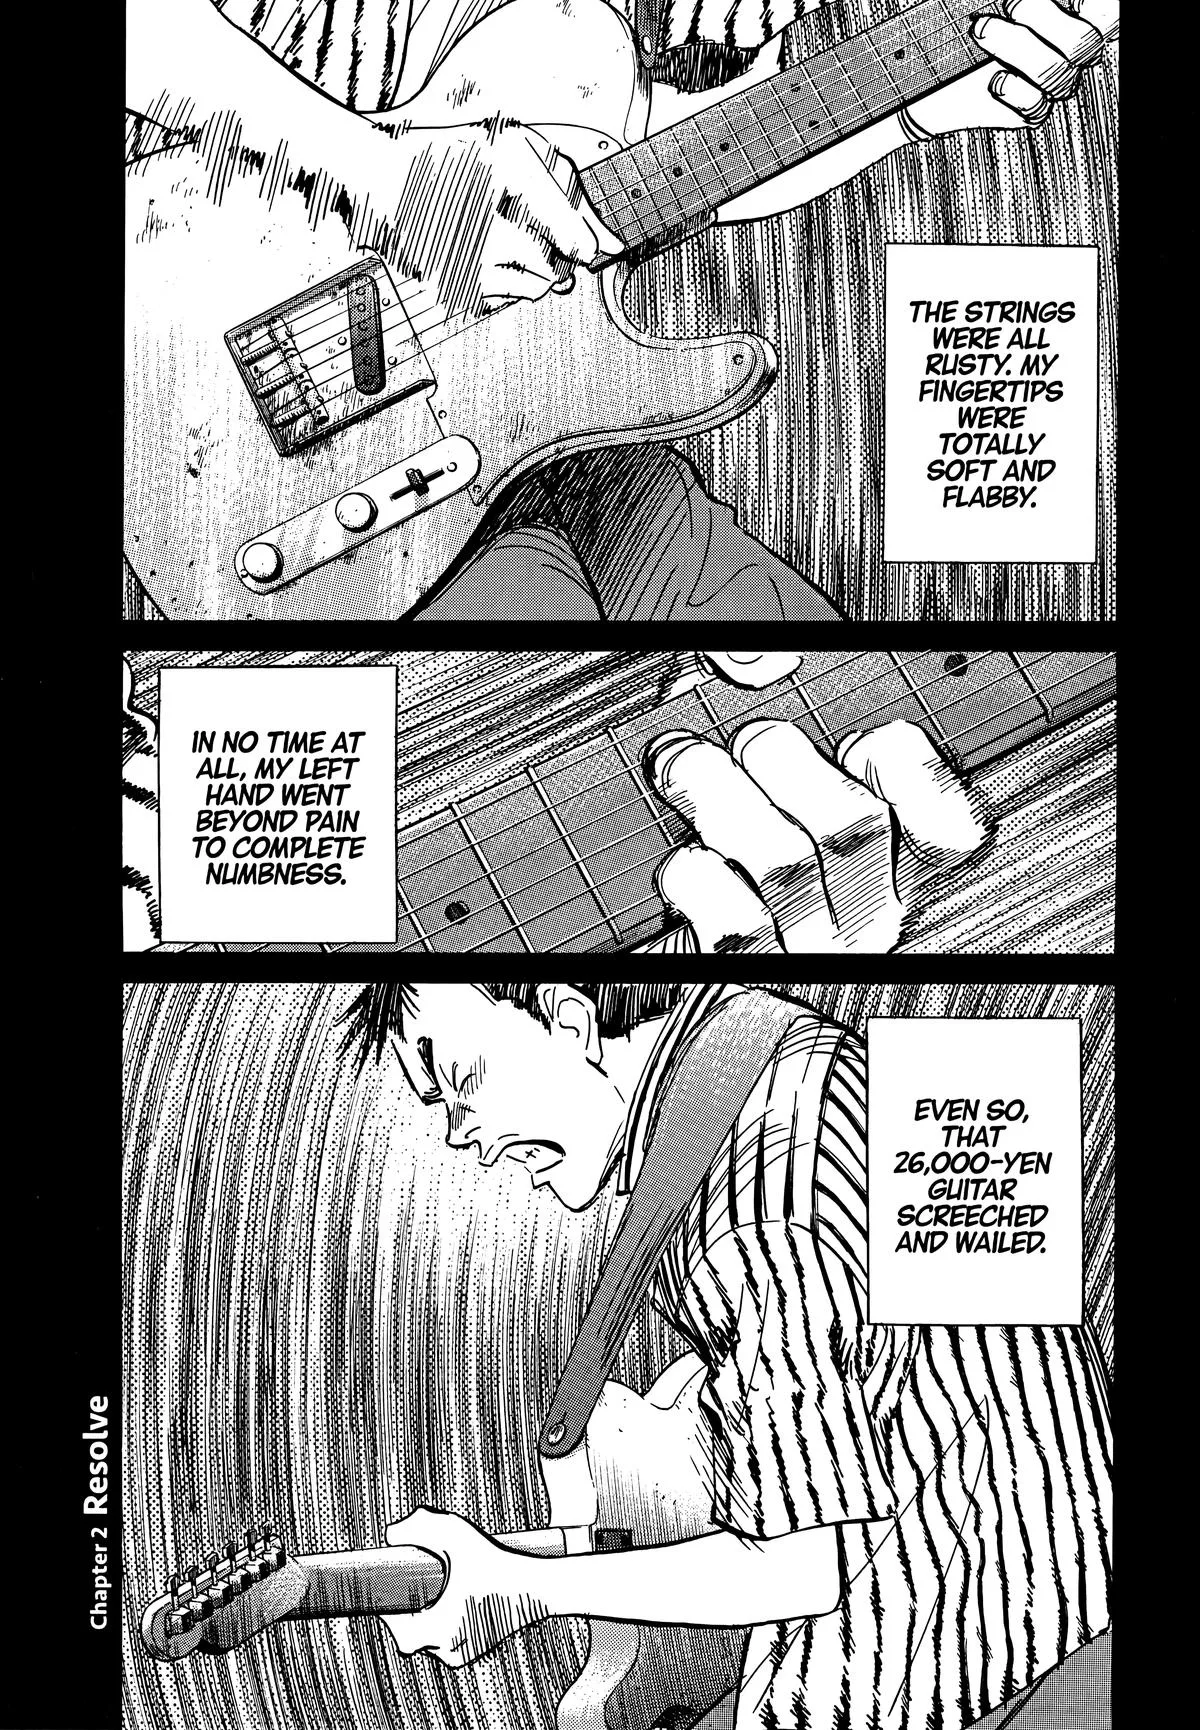 THE STRINGS
WERE ALL
RUSTY. MY
FINGERTIPS
WERE
TOTALLY
SOFT AND
FLABBY.
IN NO TIME AT
ALL, MY LEFT
HAND WENT
BEYOND PAIN
TO COMPLETE
NUMBNESS.
EVEN SO,
THAT
26,000-YEN
GUITAR
SCREECHED
AND WAILED.
Chapter 2 Resolve